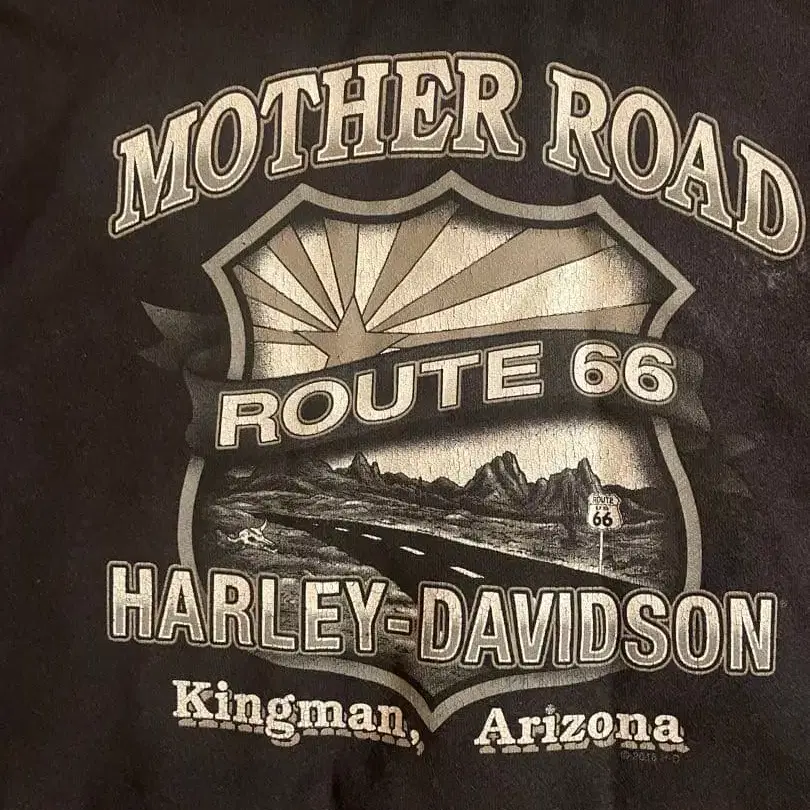 MOTHER ROAD
ROUTE 66
ROUTE
66
HARLEY-DAVIDSON
Kingman, Arizona